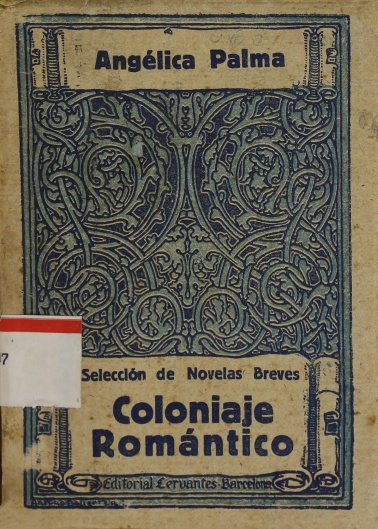 Angélica Palma
Selección de Novelas Breves
Coloniaje
Romántico
Editorial Cervantes-Barcelona